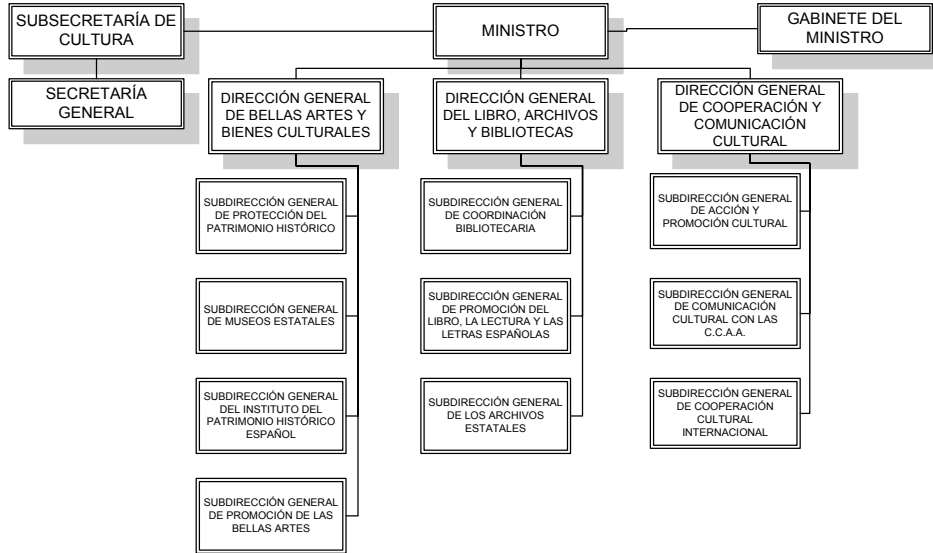 SUBSECRETARÍA DE
CULTURA
MINISTRO
GABINETE DEL
MINISTRO
SECRETARÍA
GENERAL
DIRECCIÓN GENERAL
DE BELLAS ARTES Y
BIENES CULTURALES
DIRECCIÓN GENERAL
DEL LIBRO, ARCHIVOS
Y BIBLIOTECAS
DIRECCIÓN GENERAL
DE COOPERACIÓN Y
COMUNICACIÓN
CULTURAL
SUBDIRECCIÓN GENERAL
DE PROTECCIÓN DEL
PATRIMONIO HISTÓRICO
SUBDIRECCIÓN GENERAL
DE COORDINACIÓN
BIBLIOTECARIA
SUBDIRECCIÓN GENERAL
DE ACCIÓN Y
PROMOCIÓN CULTURAL
SUBDIRECCIÓN GENERAL
DE MUSEOS ESTATALES
SUBDIRECCIÓN GENERAL
DE PROMOCIÓN DEL
LIBRO, LA LECTURA Y LAS
LETRAS ESPAÑOLAS
SUBDIRECCIÓN GENERAL
DE COMUNICACIÓN
CULTURAL CON LAS
C.C.A.A.
SUBDIRECCIÓN GENERAL
DEL INSTITUTO DEL
PATRIMONIO HISTÓRICO
ESPAÑOL
SUBDIRECCIÓN GENERAL
DE LOS ARCHIVOS
ESTATALES
SUBDIRECCIÓN GENERAL
DE COOPERACIÓN
CULTURAL
INTERNACIONAL
SUBDIRECCIÓN GENERAL
DE PROMOCIÓN DE LAS
BELLAS ARTES